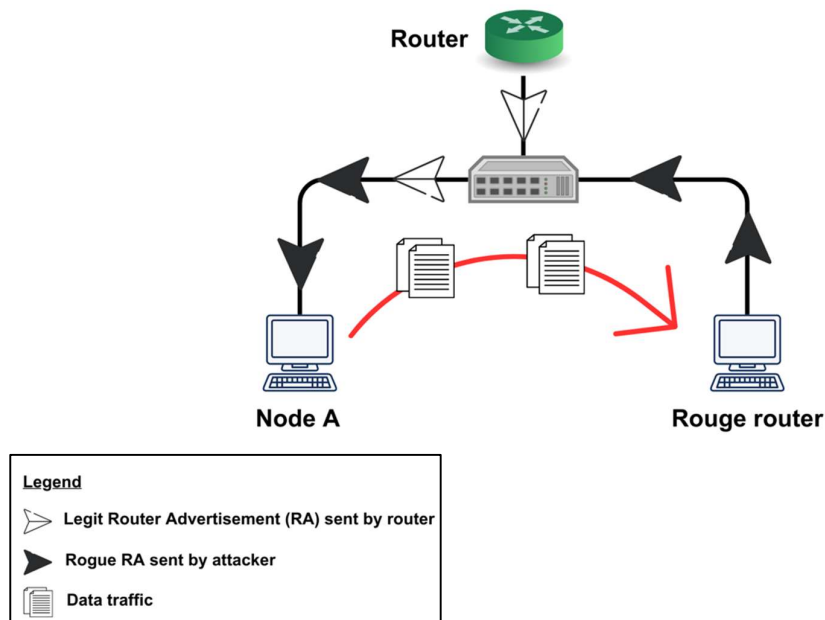 Router
Node A
Rouge router
Legend
Legit Router Advertisement (RA) sent by router
Rogue RA sent by attacker
Data traffic